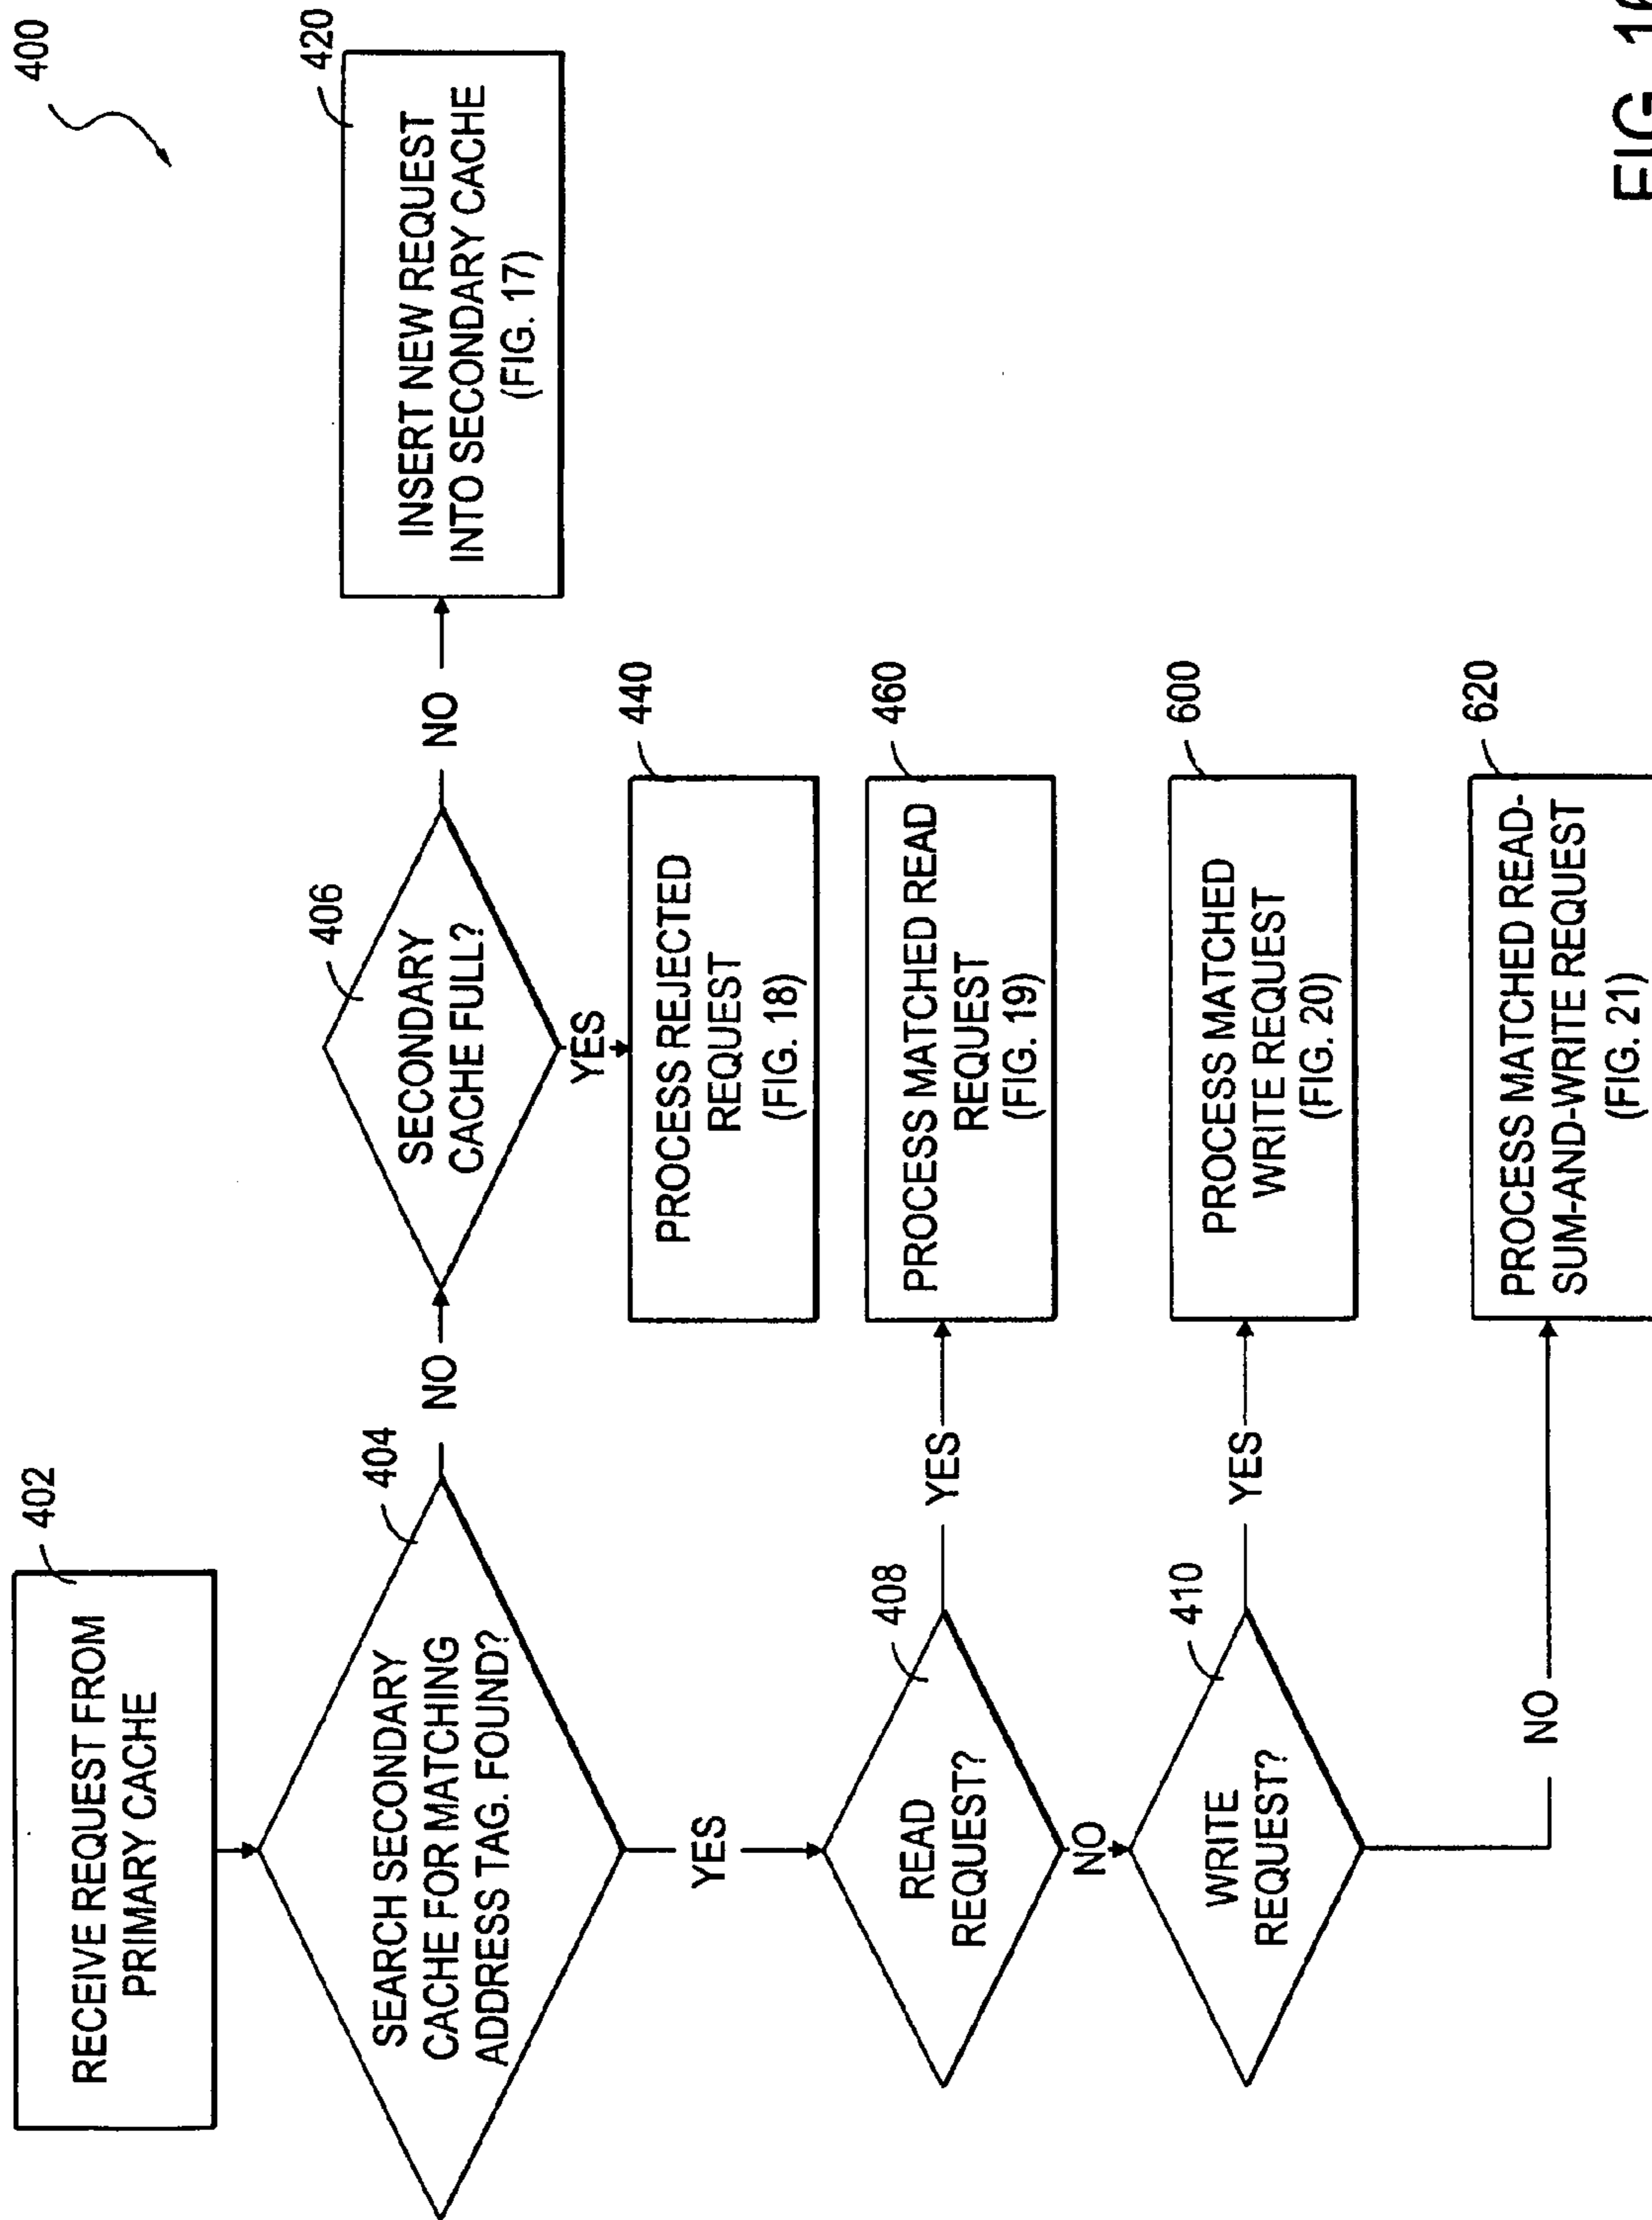 400
402
RECEIVE REQUEST FROM
PRIMARY CACHE
404
SEARCH SECONDARY
CACHE FOR MATCHING
ADDRESS TAG. FOUND?
NO
406
SECONDARY
CACHE FULL?
NO
420
INSERT NEW REQUEST
INTO SECONDARY CACHE
(FIG. 17)
YES
440
PROCESS REJECTED
REQUEST
(FIG. 18)
YES
408
READ
REQUEST?
YES
460
PROCESS MATCHED READ
REQUEST
(FIG. 19)
NO
410
WRITE
REQUEST?
YES
600
PROCESS MATCHED
WRITE REQUEST
(FIG. 20)
NO
620
PROCESS MATCHED READ-
SUM-AND-WRITE REQUEST
(FIG. 21)
FIG.